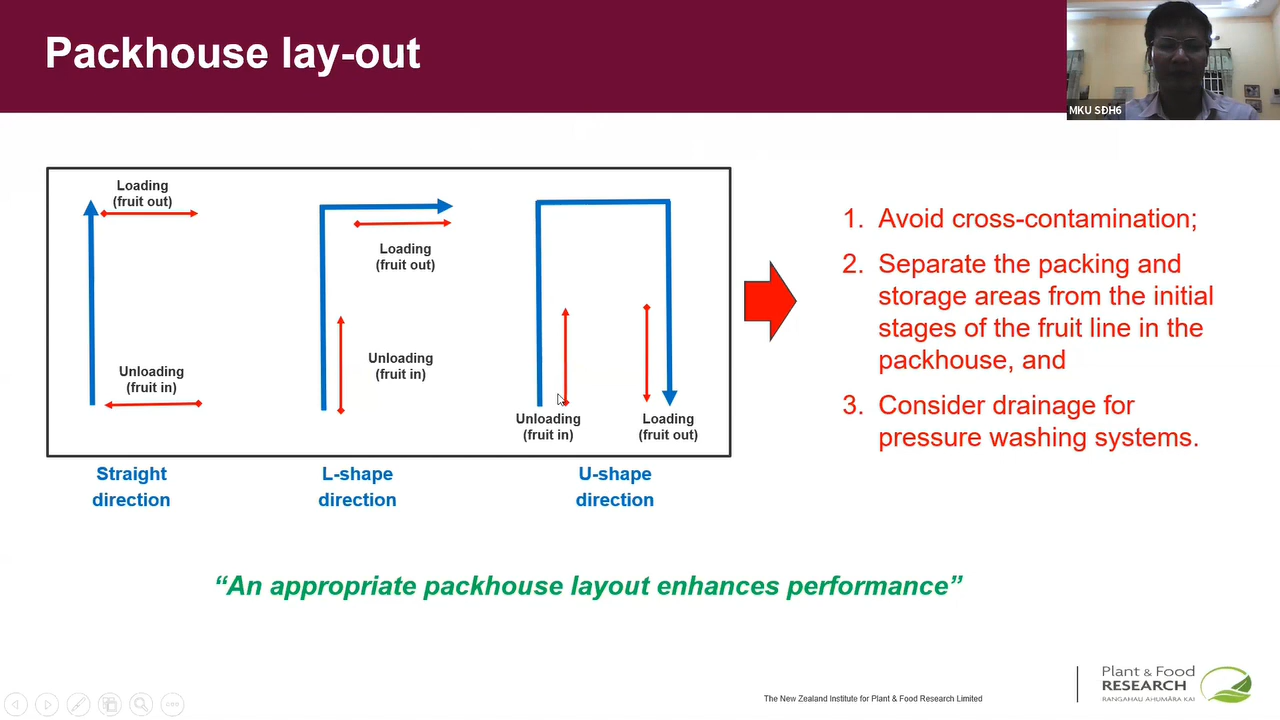 Packhouse lay-out
MKU SĐH6
Loading
(fruit out)
Unloading
(fruit in)
Loading
(fruit out)
Unloading
(fruit in)
Unloading
(fruit in)
Loading
(fruit out)
Straight
direction
L-shape
direction
U-shape
direction
1. Avoid cross-contamination;
2. Separate the packing and
storage areas from the initial
stages of the fruit line in the
packhouse, and
3. Consider drainage for
pressure washing systems.
“An appropriate packhouse layout enhances performance”
The New Zealand Institute for Plant & Food Research Limited
Plant & Food
RESEARCH
RANGAHAU AHUMĀRA KAI